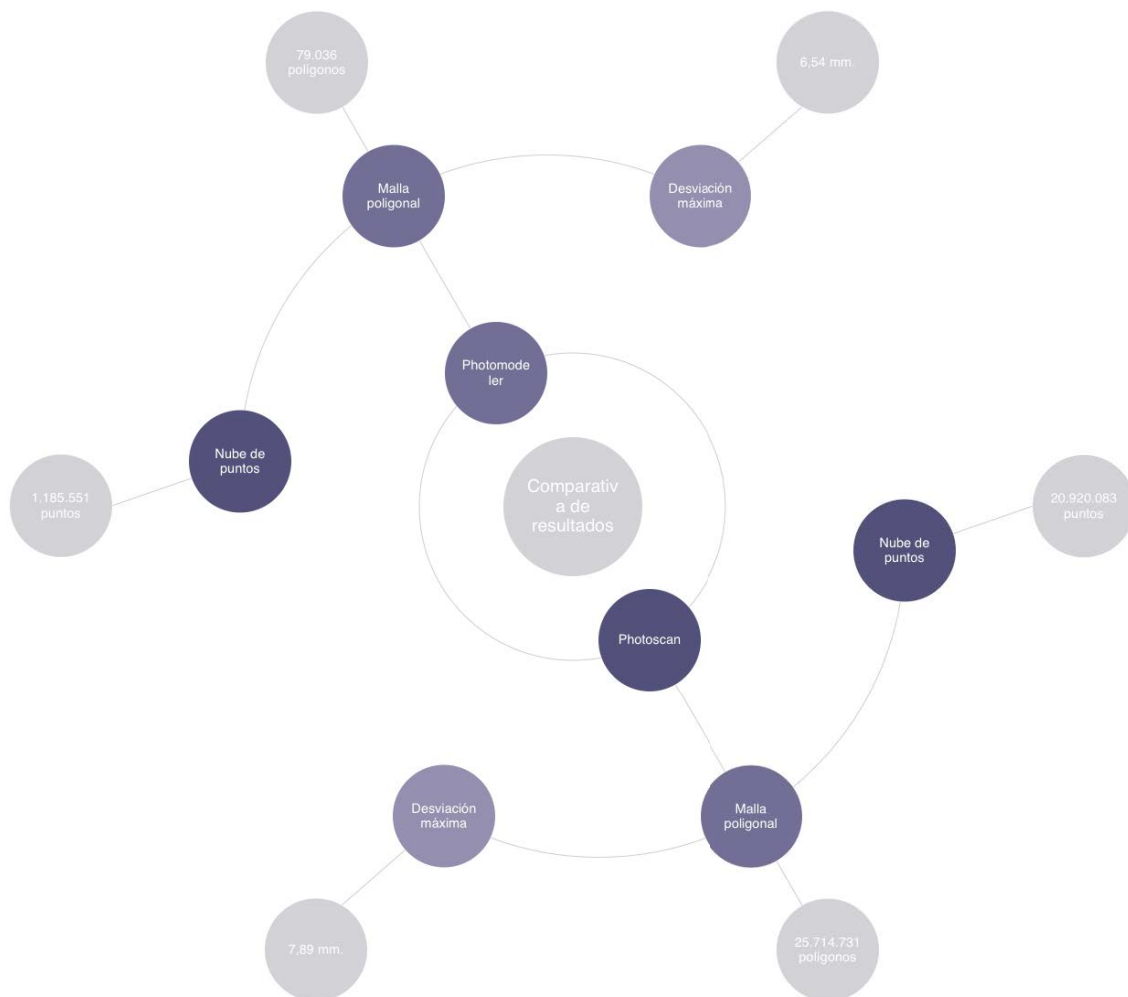 79.036
polígonos
6,54 mm.
Malla
poligonal
Desviación
máxima
Photomode
ler
Nube de
puntos
1.185.551
puntos
Comparativ
a de
resultados
20.920.083
puntos
Nube de
puntos
Photoscan
Desviación
máxima
Malla
poligonal
7,89 mm.
25.714.731
polígonos